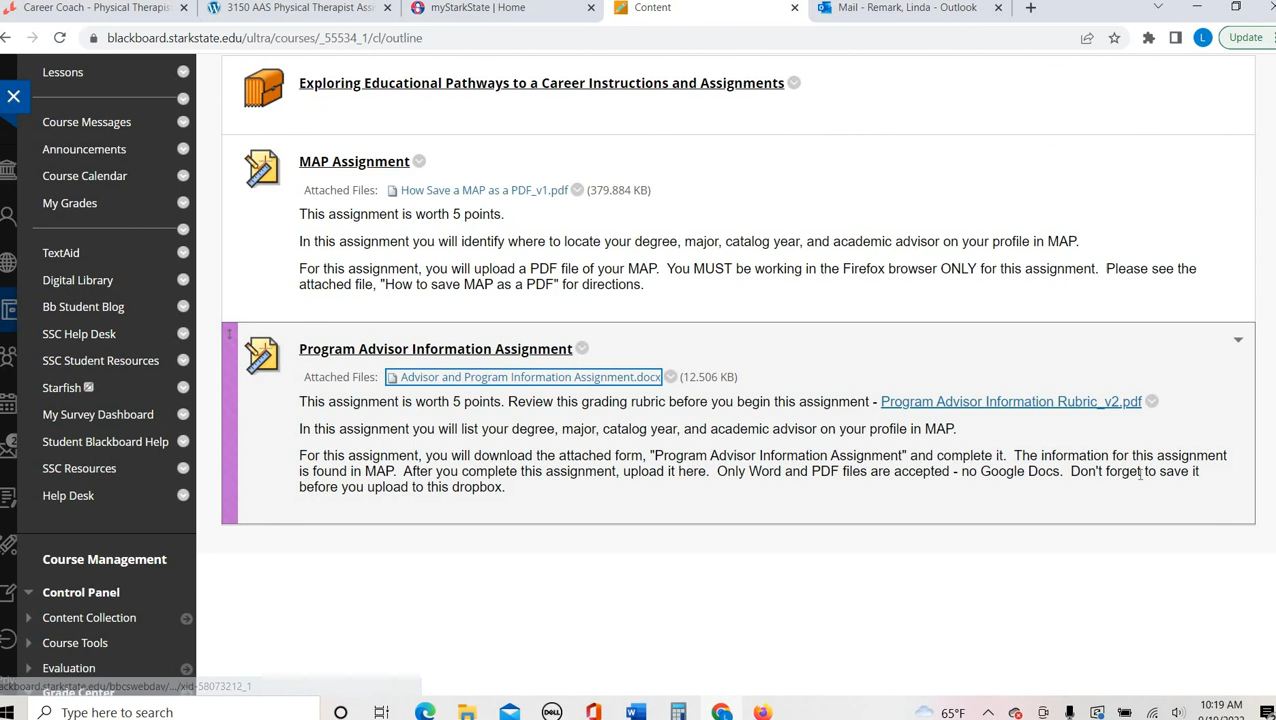 Career Coach - Physical Therapist
3150 AAS Physical Therapist Ass
myStarkState | Home
Content
Mail - Remark, Linda - Outlook
blackboard.starkstate.edu/ultra/courses/_55534_1/cl/outline
L
Update
Lessons
Course Messages
Announcements
Course Calendar
My Grades
TextAid
Digital Library
Bb Student Blog
SSC Help Desk
SSC Student Resources
Starfish
My Survey Dashboard
Student Blackboard Help
SSC Resources
Help Desk
Course Management
Control Panel
Content Collection
Course Tools
Evaluation
Grade Center
Exploring Educational Pathways to a Career Instructions and Assignments
MAP Assignment
Attached Files: How Save a MAP as a PDF_v1.pdf (379.884 KB)
This assignment is worth 5 points.
In this assignment you will identify where to locate your degree, major, catalog year, and academic advisor on your profile in MAP.
For this assignment, you will upload a PDF file of your MAP. You MUST be working in the Firefox browser ONLY for this assignment. Please see the
attached file, "How to save MAP as a PDF" for directions.
Program Advisor Information Assignment
Attached Files: Advisor and Program Information Assignment.docx (12.506 KB)
This assignment is worth 5 points. Review this grading rubric before you begin this assignment - Program Advisor Information Rubric_v2.pdf
In this assignment you will list your degree, major, catalog year, and academic advisor on your profile in MAP.
For this assignment, you will download the attached form, "Program Advisor Information Assignment" and complete it. The information for this assignment
is found in MAP. After you complete this assignment, upload it here. Only Word and PDF files are accepted - no Google Docs. Don't forget to save it
before you upload to this dropbox.
ackboard.starkstate.edu/bbcswebdav/.../xid-58073212_1
Type here to search
DELL
65°F
10:19 AM